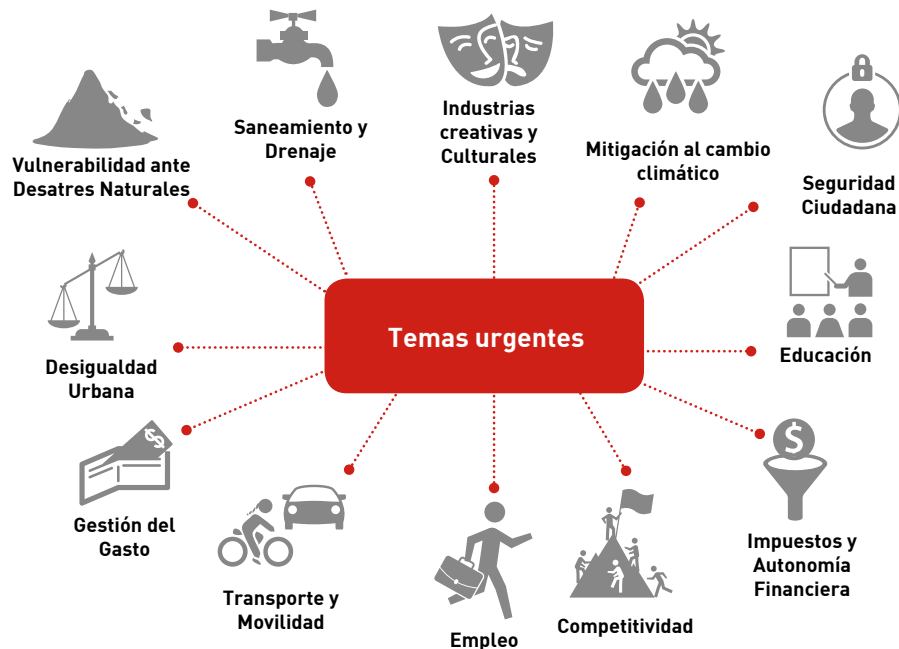 Vulnerabilidad ante
Desatres Naturales
Saneamiento y
Drenaje
Industrias
creativas y
Culturales
Mitigación al cambio
climático
Seguridad
Ciudadana
Temas urgentes
Desigualdad
Urbana
Educación
$
Gestión del
Gasto
Transporte y
Movilidad
Empleo
Competitividad
$
Impuestos y
Autonomía
Financiera